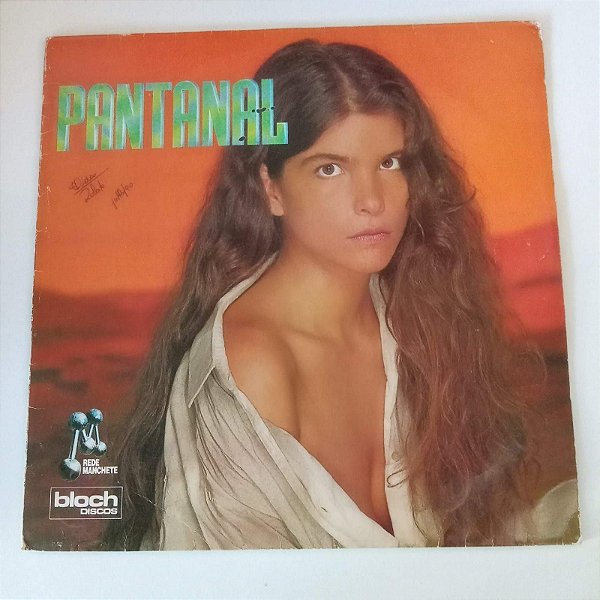 PANTANAL
REDE
MANCHETE
bloch
DISCOS